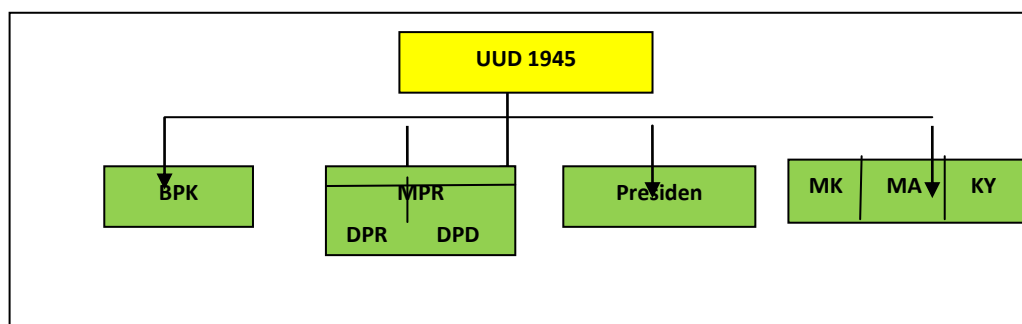 UUD 1945
BPK
MPR
DPR DPD
Presiden
MK MA KY